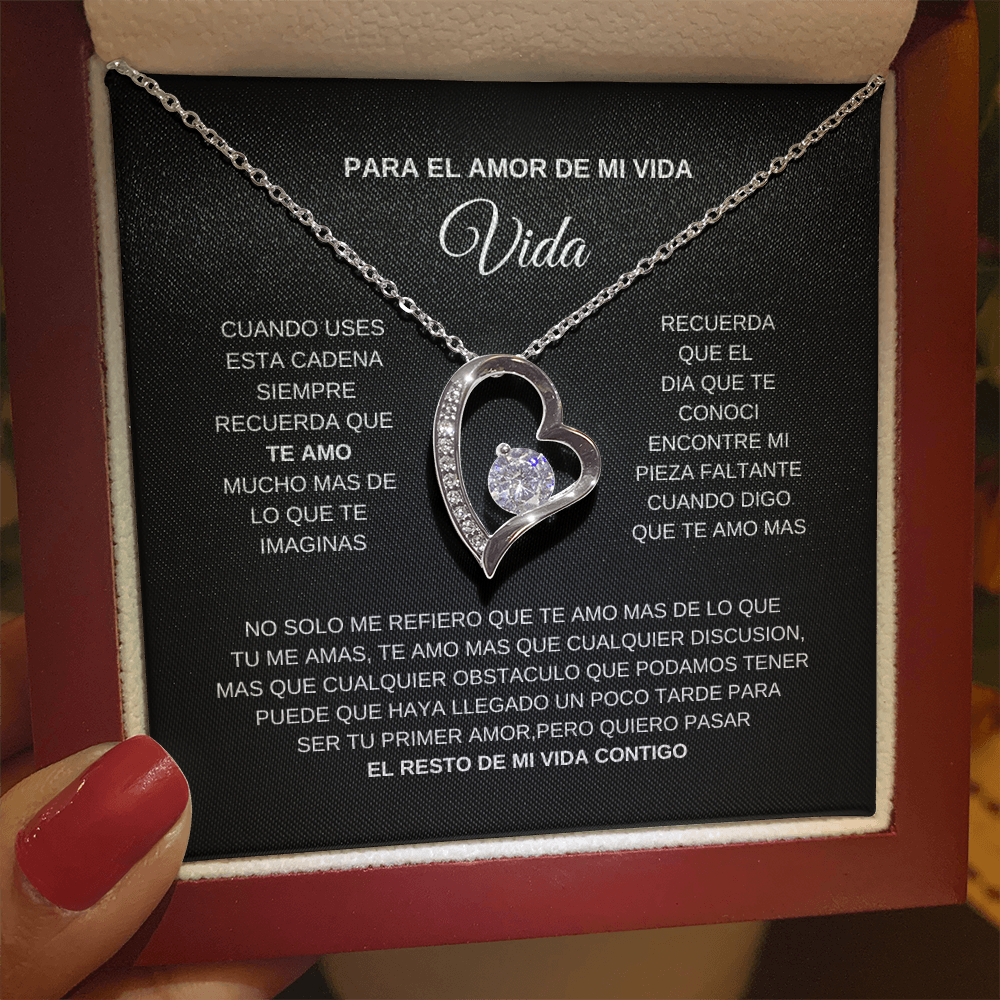 PARA EL AMOR DE MI VIDA
Vida
CUANDO USES
ESTA CADENA
SIEMPRE
RECUERDA QUE
TE AMO
MUCHO MAS DE
LO QUE TE
IMAGINAS
RECUERDA
QUE EL
DIA QUE TE
CONOCI
ENCONTRE MI
PIEZA FALTANTE
CUANDO DIGO
QUE TE AMO MAS
NO SOLO ME REFIERO QUE TE AMO MAS DE LO QUE
TU ME AMAS, TE AMO MAS QUE CUALQUIER DISCUSION,
MAS QUE CUALQUIER OBSTACULO QUE PODAMOS TENER
PUEDE QUE HAYA LLEGADO UN POCO TARDE PARA
SER TU PRIMER AMOR,PERO QUIERO PASAR
EL RESTO DE MI VIDA CONTIGO